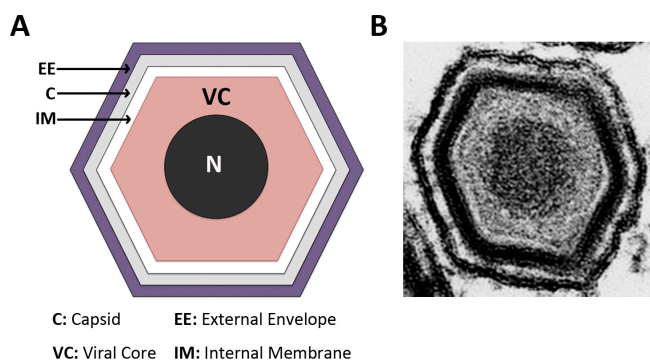 A
B
EE
C
IM
VC
N
C: Capsid EE: External Envelope
VC: Viral Core IM: Internal Membrane